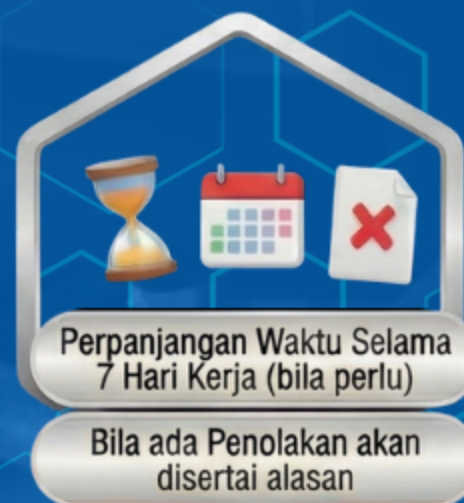 Perpanjangan Waktu Selama
7 Hari Kerja (bila perlu)
Bila ada Penolakan akan
disertai alasan